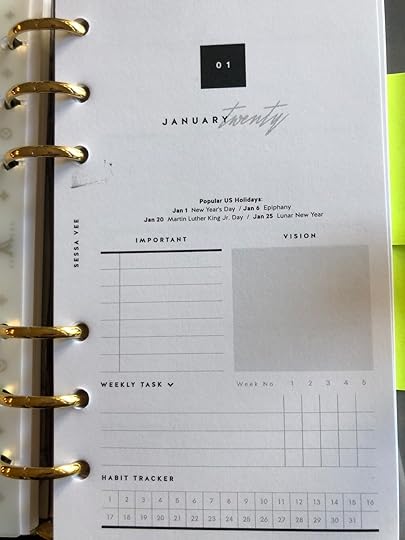 01
JANUARY twenty
Popular US Holidays:
Jan 1 New Year's Day / Jan 6 Epiphany
Jan 20 Martin Luther King Jr. Day / Jan 25 Lunar New Year
SESSA VEE
IMPORTANT
VISION
WEEKLY TASK
Week No. 1 2 3 4 5
HABIT TRACKER
1 2 3 4 5 6 7 8 9 10 11 12 13 14 15 16
17 18 19 20 21 22 23 24 25 26 27 28 29 30 31